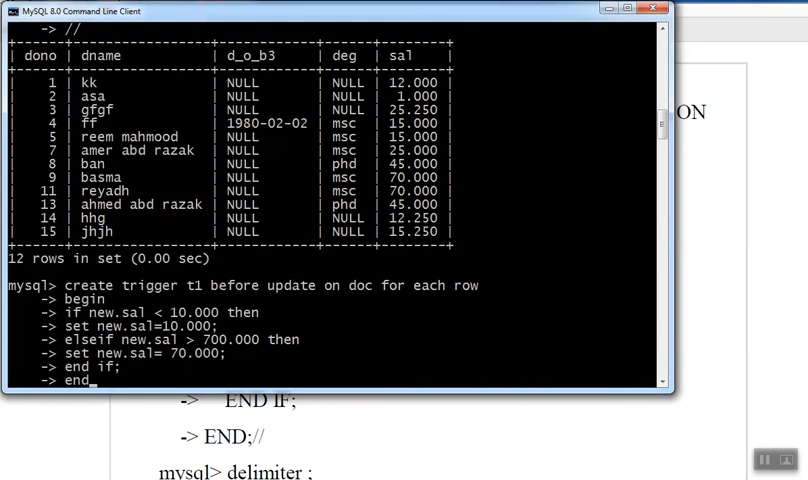 MySQL 8.0 Command Line Client
-> //
+------+------------------+------------+------+--------+
| dono | dname | d_o_b3 | deg | sal |
+------+------------------+------------+------+--------+
| 1 | kk | NULL | NULL | 12.000 |
| 2 | asa | NULL | NULL | 1.000 |
| 3 | gfgf | NULL | NULL | 25.250 |
| 4 | ff | 1980-02-02 | msc | 15.000 |
| 5 | reem mahmood | NULL | msc | 15.000 |
| 7 | amer abd razak | NULL | msc | 25.000 |
| 8 | ban | NULL | phd | 45.000 |
| 9 | basma | NULL | msc | 70.000 |
| 11 | reyadh | NULL | msc | 70.000 |
| 13 | ahmed abd razak | NULL | phd | 45.000 |
| 14 | hhg | NULL | NULL | 12.250 |
| 15 | jhjh | NULL | NULL | 15.250 |
+------+------------------+------------+------+--------+
12 rows in set (0.00 sec)
mysql> create trigger t1 before update on doc for each row
-> begin
-> if new.sal < 10.000 then
-> set new.sal=10.000;
-> elseif new.sal > 700.000 then
-> set new.sal= 70.000;
-> end if;
-> end
ON
-> END IF;
-> END;//
mysql> delimiter ;